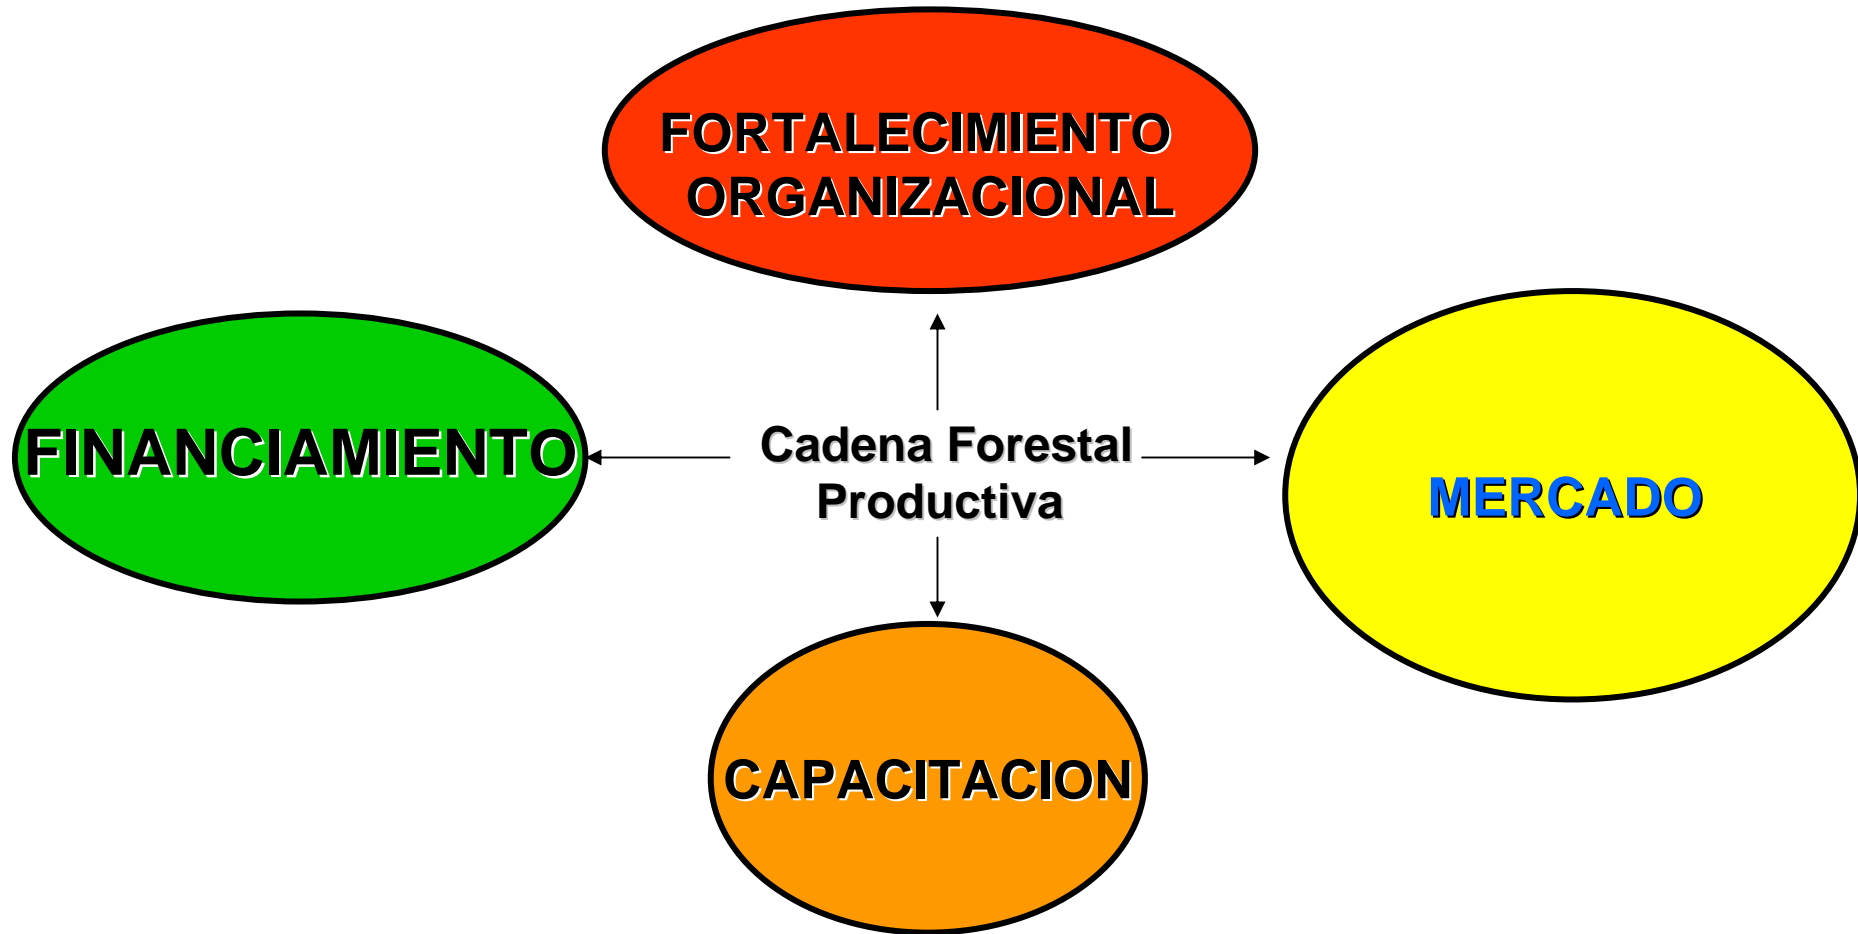 FORTALECIMIENTO
ORGANIZACIONAL
FINANCIAMIENTO
Cadena Forestal
Productiva
MERCADO
CAPACITACION